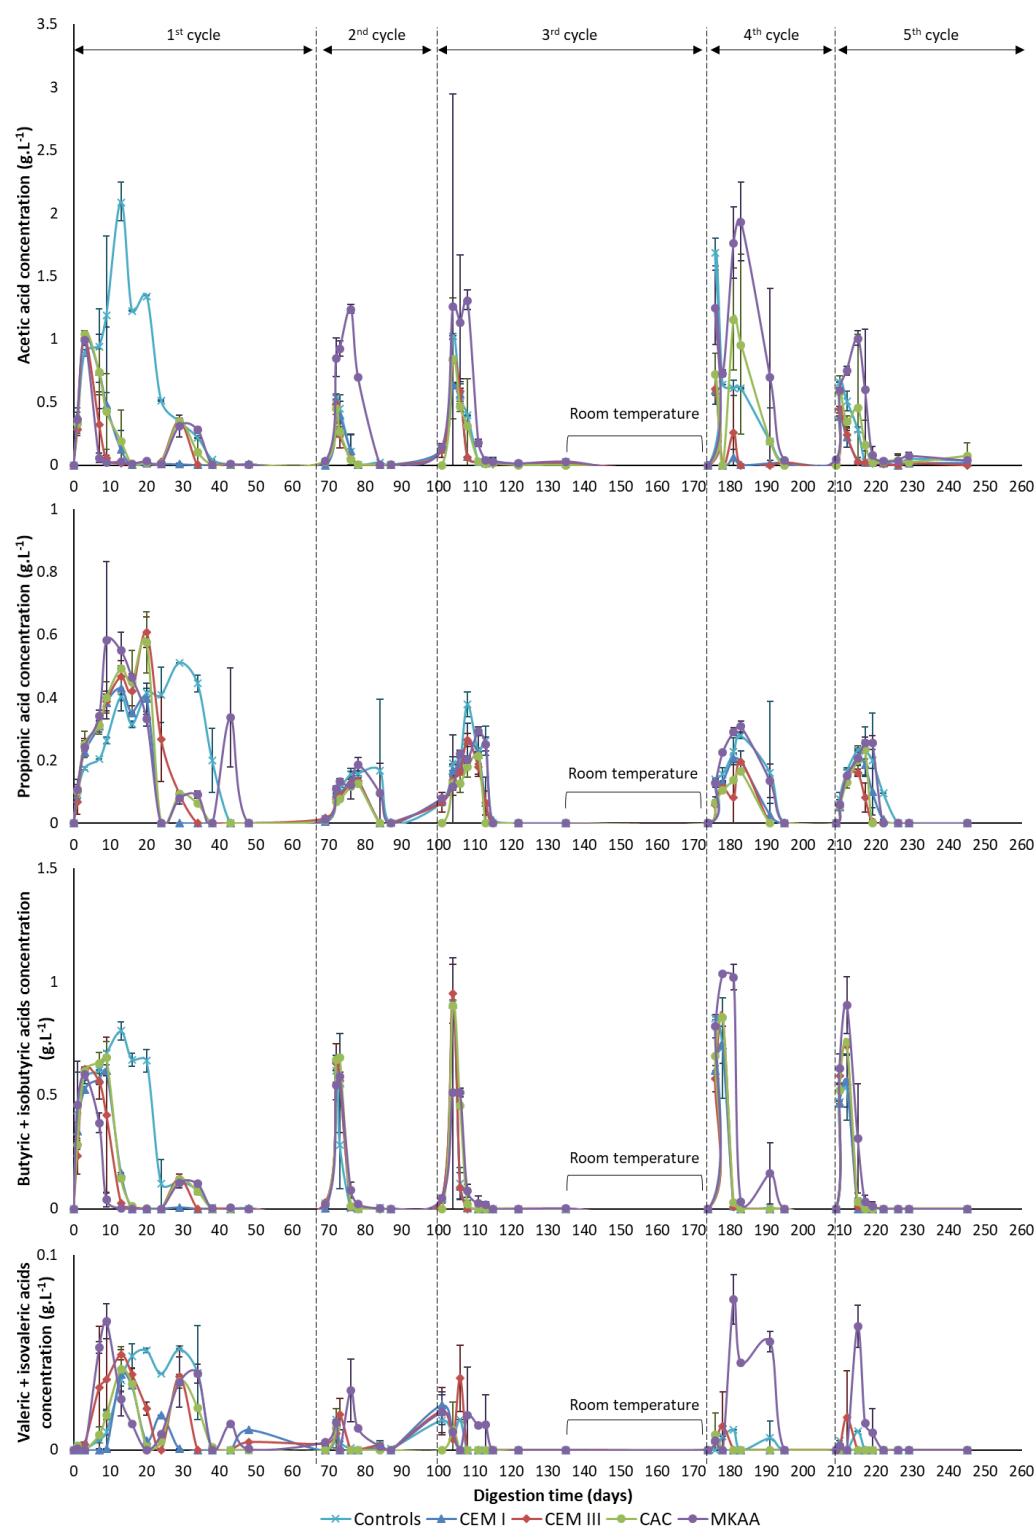 1st cycle 2nd cycle 3rd cycle 4th cycle 5th cycle
Acetic acid concentration (g.L-1)
3.5
3
2.5
2
1.5
1
0.5
0
Room temperature
0 10 20 30 40 50 60 70 80 90 100 110 120 130 140 150 160 170 180 190 200 210 220 230 240 250 260
Propionic acid concentration (g.L-1)
1
0.8
0.6
0.4
0.2
0
Room temperature
0 10 20 30 40 50 60 70 80 90 100 110 120 130 140 150 160 170 180 190 200 210 220 230 240 250 260
Butyric + isobutyric acids concentration
(g.L-1)
1.5
1
0.5
0
Room temperature
0 10 20 30 40 50 60 70 80 90 100 110 120 130 140 150 160 170 180 190 200 210 220 230 240 250 260
Valeric + isovaleric acids
concentration (g.L-1)
0.1
0
Room temperature
0 10 20 30 40 50 60 70 80 90 100 110 120 130 140 150 160 170 180 190 200 210 220 230 240 250 260
Digestion time (days)
Controls CEM I CEM III CAC MKAA